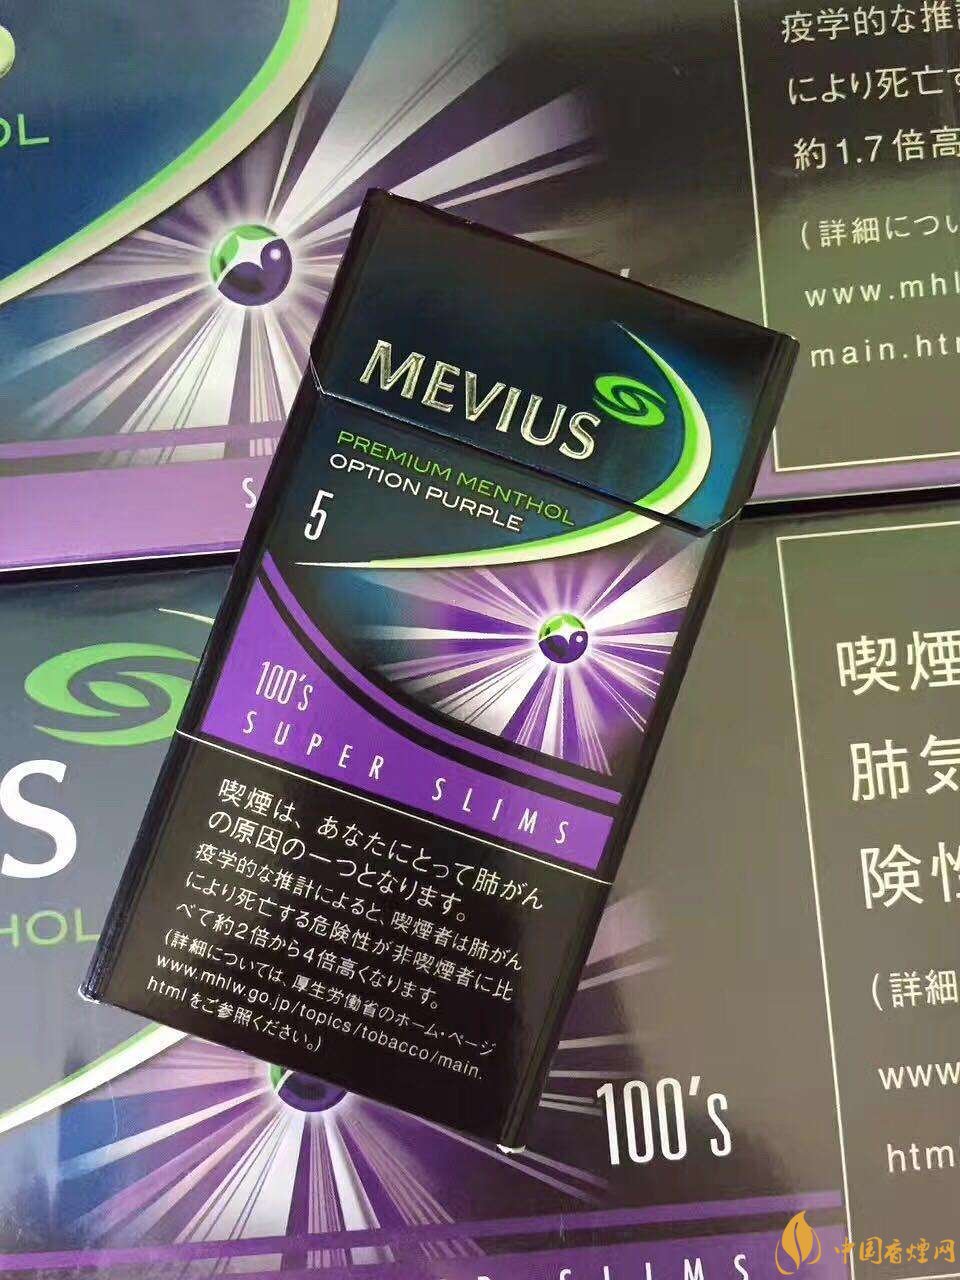 OL
疫学的な推
により死亡
約1.7倍高
(詳細につい
www.mhl
main.ht
S
MEVIUS
PREMIUM MENTHOL
OPTION PURPLE
5
100's
SUPER SLIMS
喫煙は、あなたにとって肺がん
の原因の一つとなります。
疫学的な推計によると、喫煙者は肺がん
により死亡する危険性が非喫煙者に比
べて約2倍から4倍高くなります。
(詳細については、厚生労働省のホーム・ページ
www.mhlw.go.jp/topics/tobacco/main.
htmlをご参照ください。)
S
HOL
喫煙
肺気
険性
(詳細
www
htm
100's
R SLIMS
中国香煙网